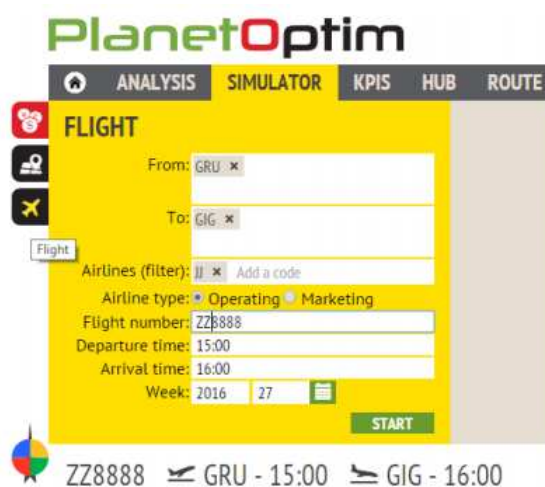 PlanetOptim
ANALYSIS SIMULATOR KPIS HUB ROUTE
FLIGHT
From: GRU ×
To: GIG ×
Flight
Airlines (filter): JJ × Add a code
Airline type: Operating Marketing
Flight number: ZZ8888
Departure time: 15:00
Arrival time: 16:00
Week: 2016 27
START
ZZ8888 GRU - 15:00 GIG - 16:00